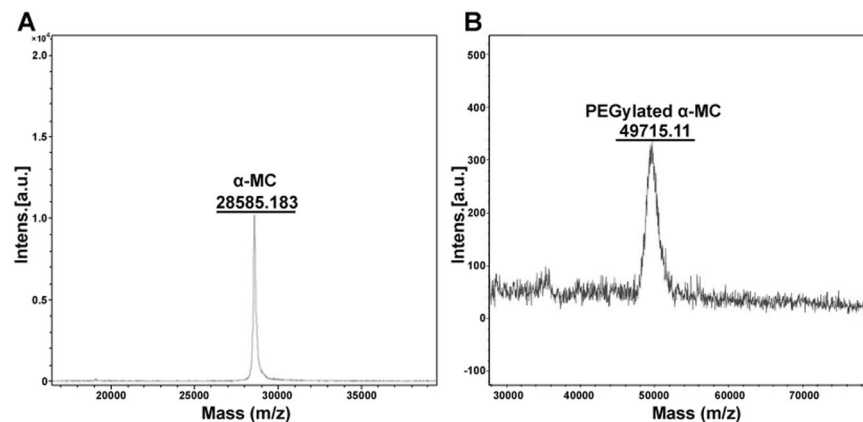 A
×10⁴
2.0
1.5
1.0
0.5
0
Intens.[a.u.]
α-MC
28585.183
20000 25000 30000 35000
Mass (m/z)
B
500
400
300
200
100
0
-100
Intens.[a.u.]
PEGylated α-MC
49715.11
30000 40000 50000 60000 70000
Mass (m/z)